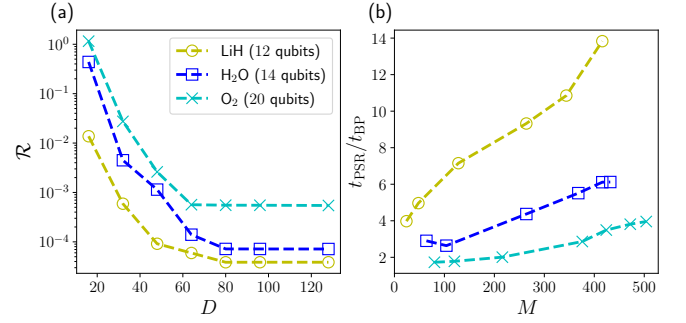 (a)
10⁰
10⁻¹
10⁻²
10⁻³
10⁻⁴
ℛ
20 40 60 80 100 120
D
LiH (12 qubits)
H₂O (14 qubits)
O₂ (20 qubits)
(b)
14
12
10
8
6
4
2
t_PSR/t_BP
0 100 200 300 400 500
M